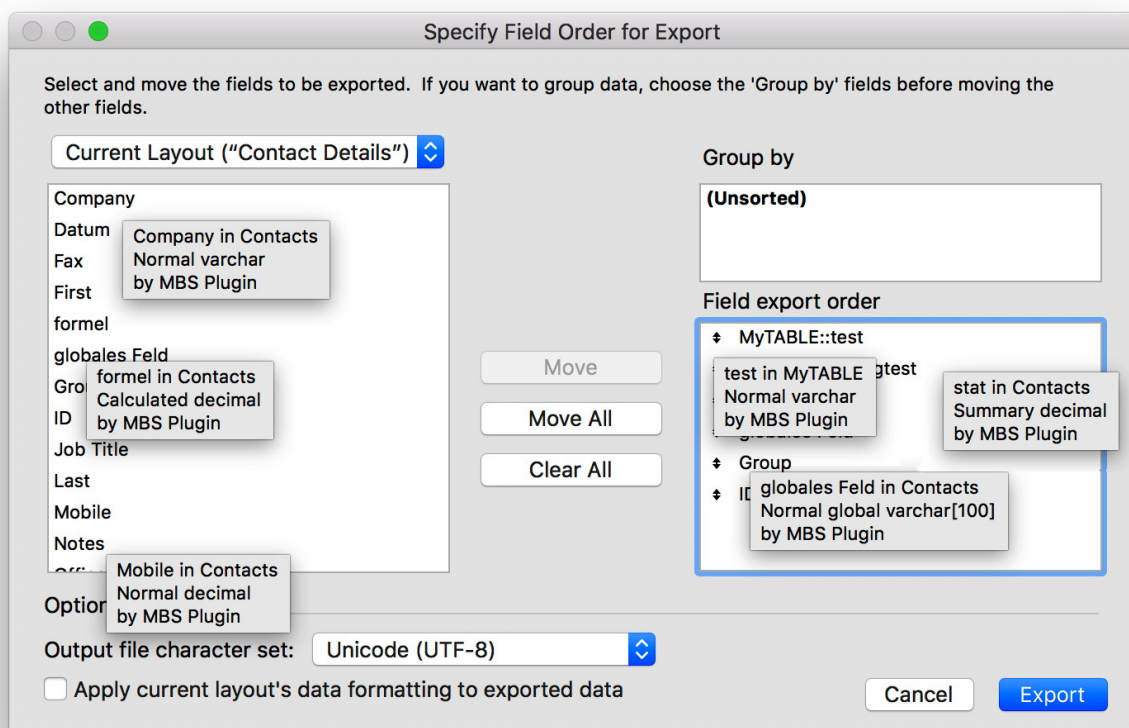 Specify Field Order for Export
Select and move the fields to be exported.  If you want to group data, choose the 'Group by' fields before moving the
other fields.
Current Layout (“Contact Details”)
Company
Datum
Fax
First
formel
globales Feld
Gro
ID
Job Title
Last
Mobile
Notes
Company in Contacts
Normal varchar
by MBS Plugin
formel in Contacts
Calculated decimal
by MBS Plugin
Mobile in Contacts
Normal decimal
by MBS Plugin
Move
Move All
Clear All
Group by
(Unsorted)
Field export order
MyTABLE::test
gtest
globales Feld
Group
test in MyTABLE
Normal varchar
by MBS Plugin
stat in Contacts
Summary decimal
by MBS Plugin
globales Feld in Contacts
Normal global varchar[100]
by MBS Plugin
Option
Output file character set:
Unicode (UTF-8)
Apply current layout's data formatting to exported data
Cancel
Export